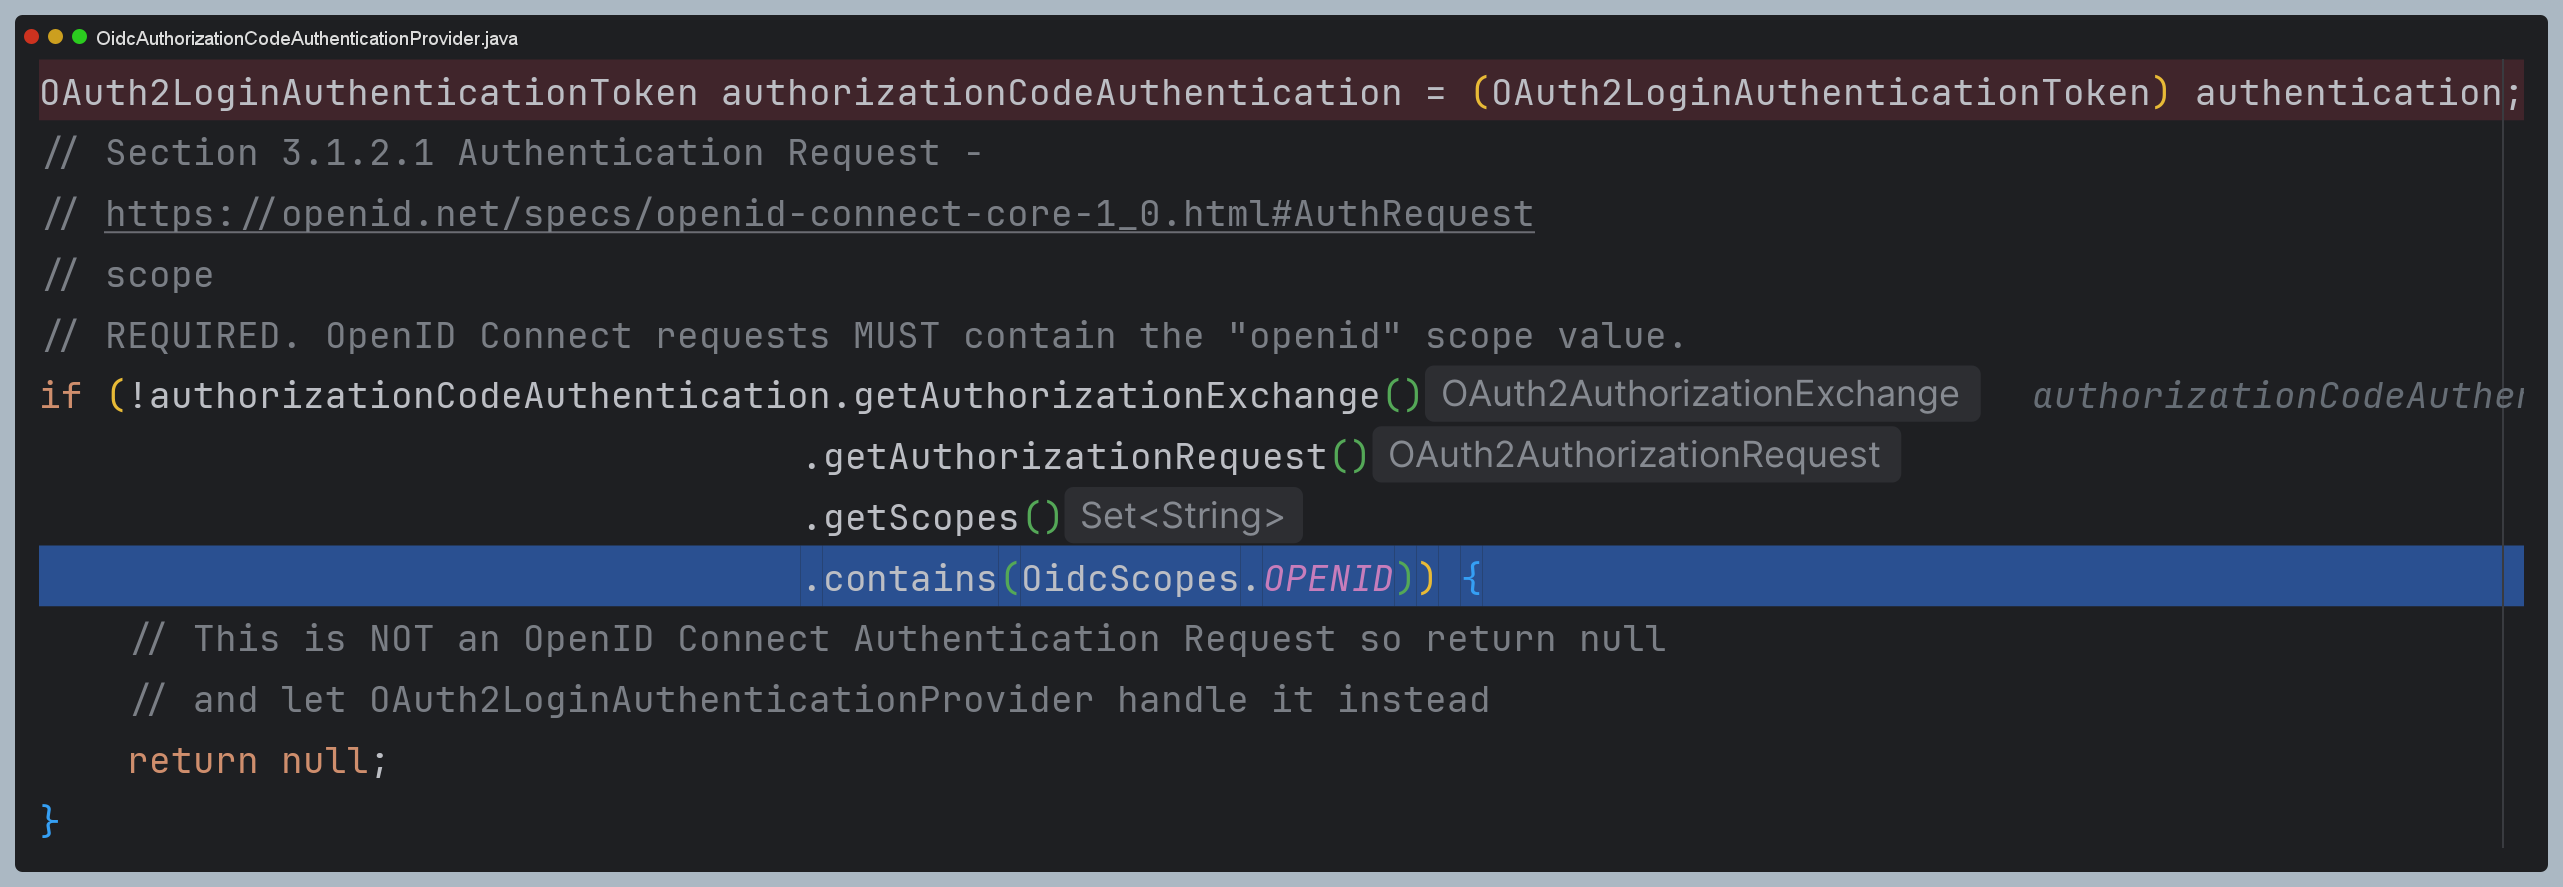 OidcAuthorizationCodeAuthenticationProvider.java
OAuth2LoginAuthenticationToken authorizationCodeAuthentication = (OAuth2LoginAuthenticationToken) authentication;
// Section 3.1.2.1 Authentication Request -
// https://openid.net/specs/openid-connect-core-1_0.html#AuthRequest
// scope
// REQUIRED. OpenID Connect requests MUST contain the "openid" scope value.
if (!authorizationCodeAuthentication.getAuthorizationExchange() OAuth2AuthorizationExchange
.getAuthorizationRequest() OAuth2AuthorizationRequest
.getScopes() Set<String>
.contains(OidcScopes.OPENID)) {
// This is NOT an OpenID Connect Authentication Request so return null
// and let OAuth2LoginAuthenticationProvider handle it instead
return null;
}